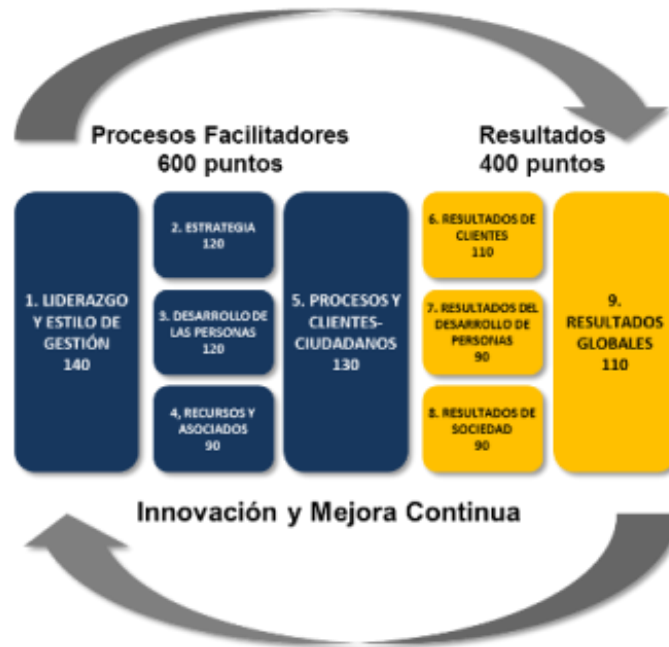 Procesos Facilitadores
600 puntos
Resultados
400 puntos
1. LIDERAZGO
Y ESTILO DE
GESTIÓN
140
2. ESTRATEGIA
120
3. DESARROLLO DE
LAS PERSONAS
120
4, RECURSOS Y
ASOCIADOS
90
5. PROCESOS Y
CLIENTES-
CIUDADANOS
130
6. RESULTADOS DE
CLIENTES
110
7. RESULTADOS DEL
DESARROLLO DE
PERSONAS
90
8. RESULTADOS DE
SOCIEDAD
90
9.
RESULTADOS
GLOBALES
110
Innovación y Mejora Continua